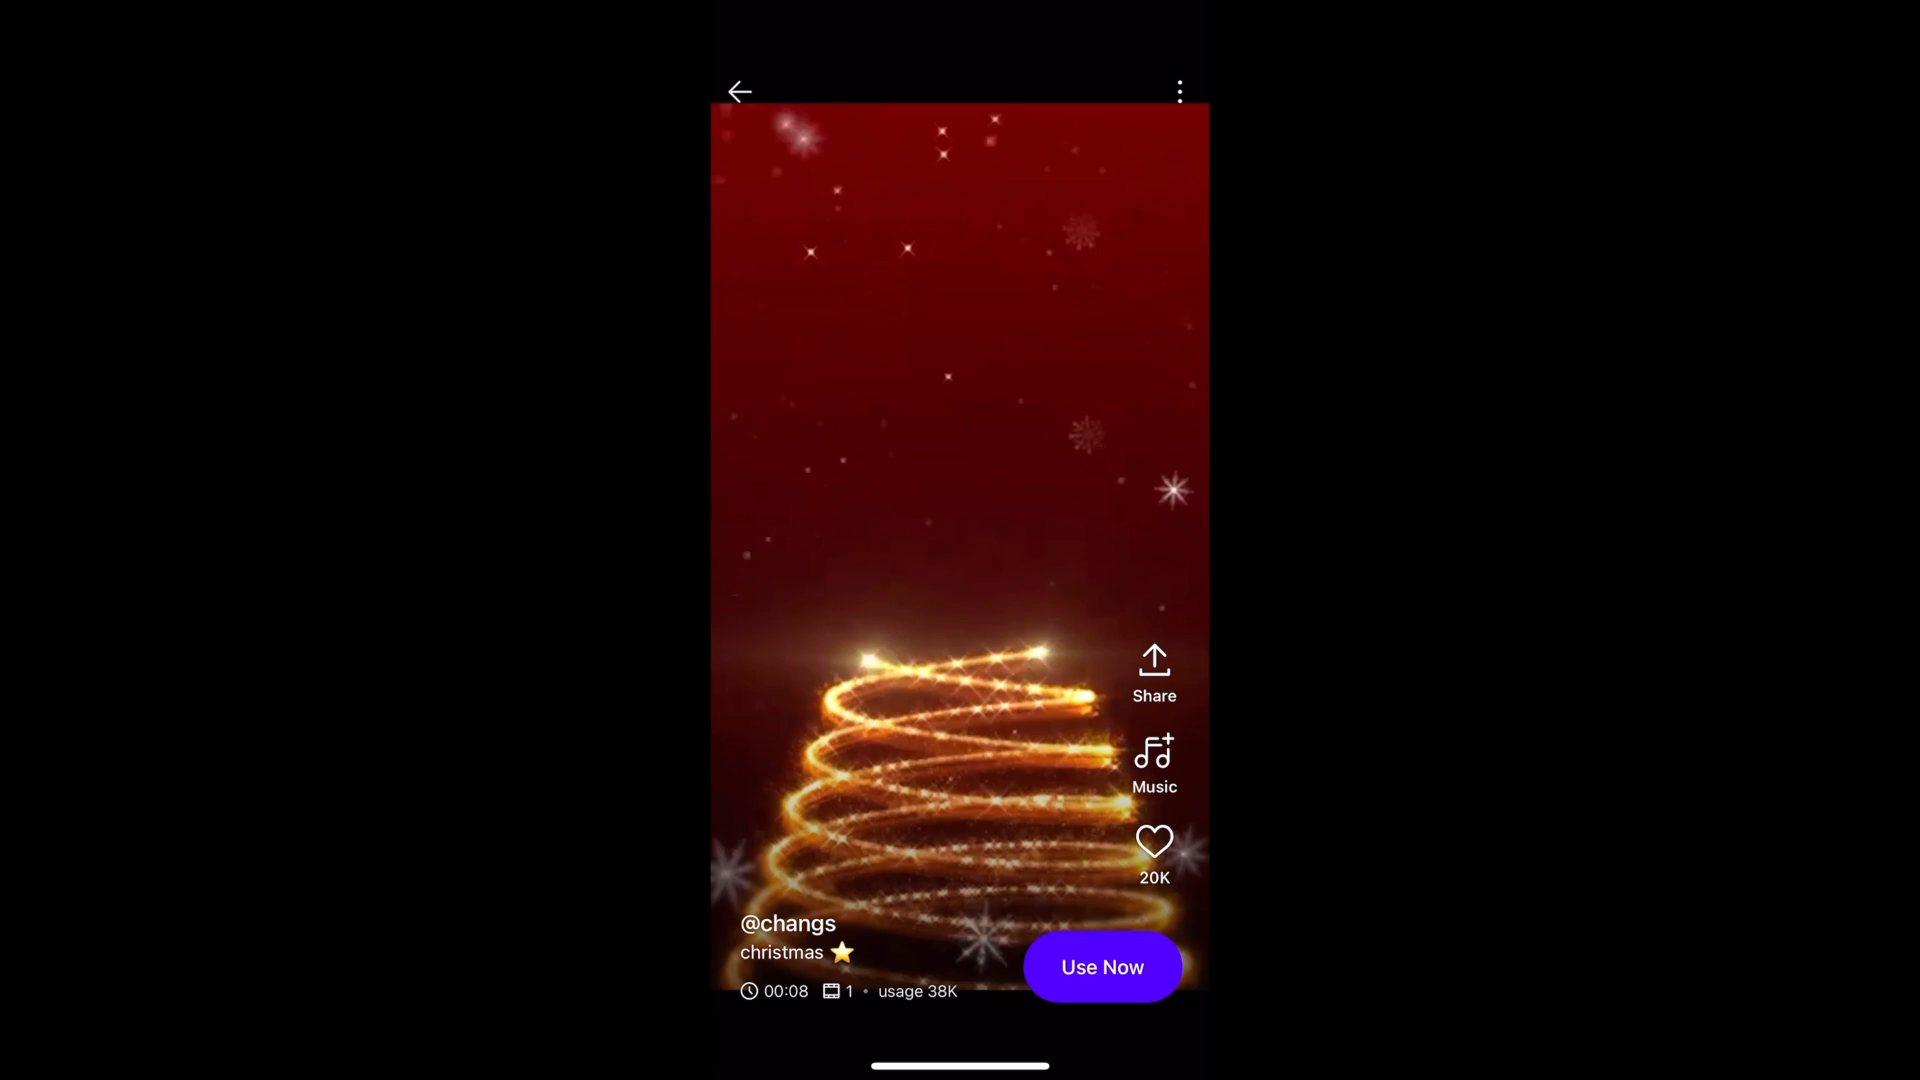 Share
Music
20K
@changs
christmas ⭐
Use Now
00:08 1 • usage 38K